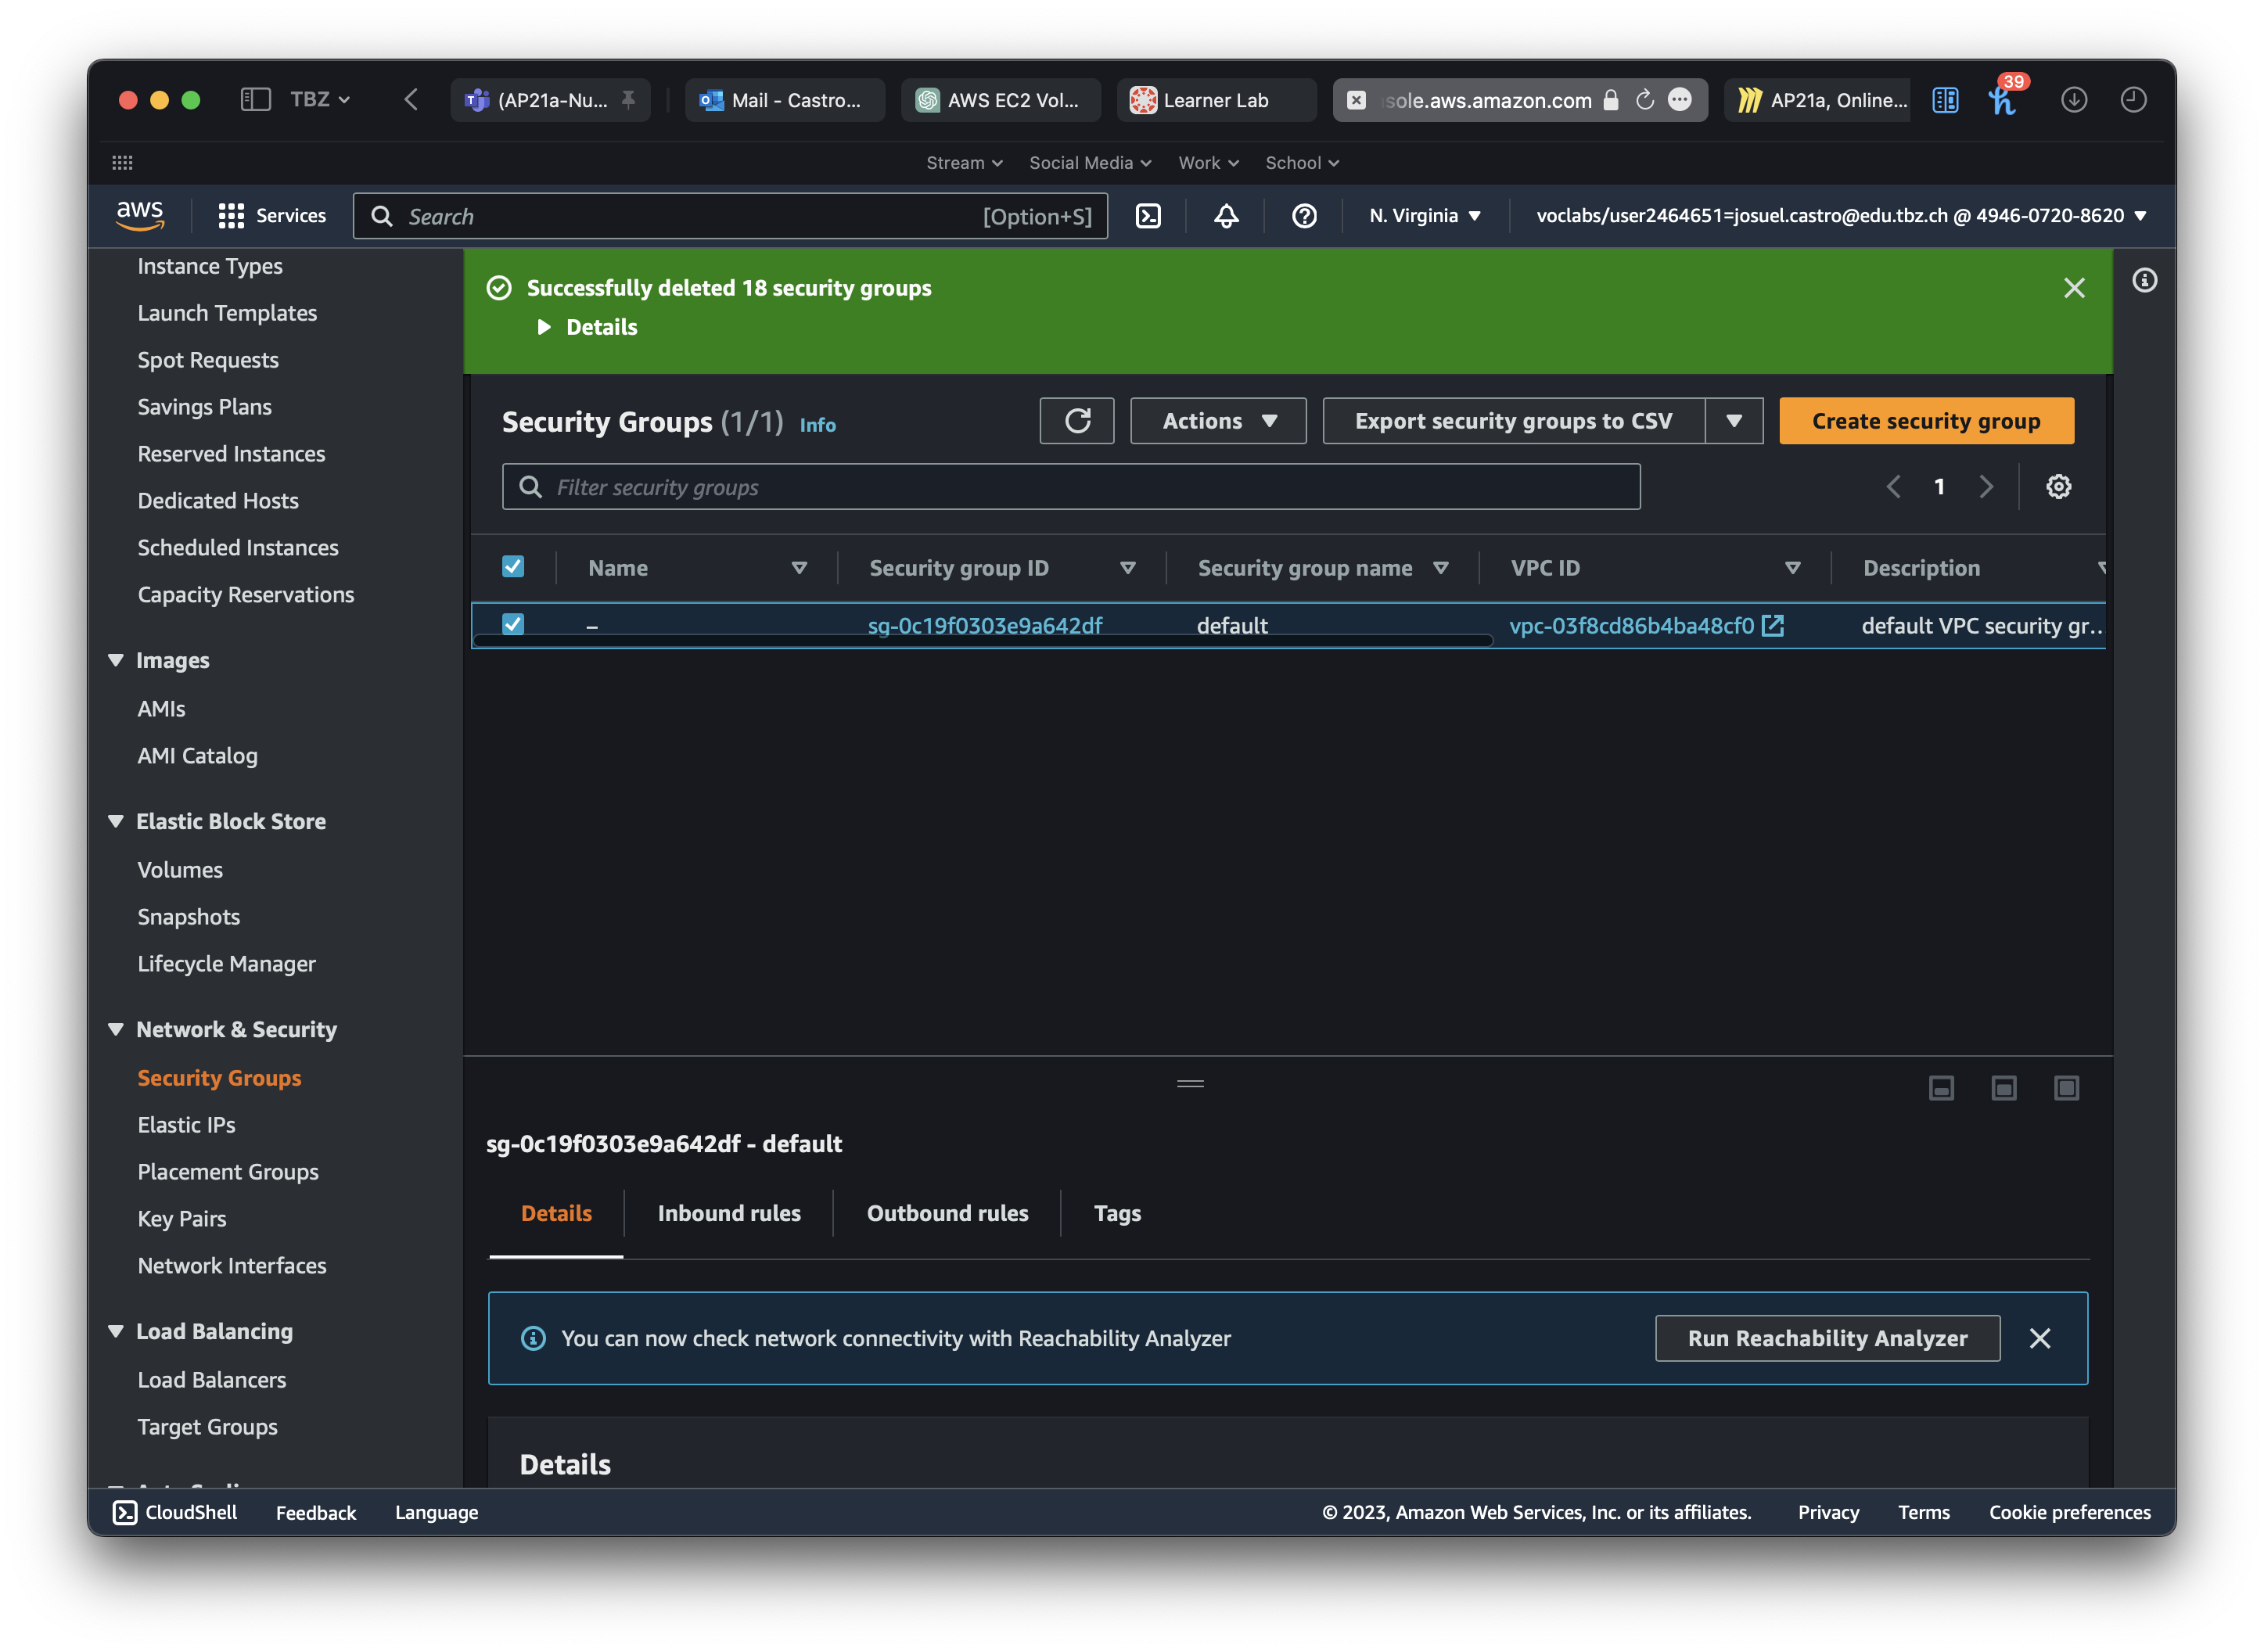 TBZ
(AP21a-Nu...
Mail - Castro...
AWS EC2 Vol...
Learner Lab
sole.aws.amazon.com
AP21a, Online...
39
Stream
Social Media
Work
School
aws
Services
Search
[Option+S]
N. Virginia
voclabs/user2464651=josuel.castro@edu.tbz.ch @ 4946-0720-8620
Instance Types
Launch Templates
Spot Requests
Savings Plans
Reserved Instances
Dedicated Hosts
Scheduled Instances
Capacity Reservations
Images
AMIs
AMI Catalog
Elastic Block Store
Volumes
Snapshots
Lifecycle Manager
Network & Security
Security Groups
Elastic IPs
Placement Groups
Key Pairs
Network Interfaces
Load Balancing
Load Balancers
Target Groups
Successfully deleted 18 security groups
Details
Security Groups (1/1) Info
Actions
Export security groups to CSV
Create security group
Filter security groups
1
Name
Security group ID
Security group name
VPC ID
Description
–
sg-0c19f0303e9a642df
default
vpc-03f8cd86b4ba48cf0
default VPC security gr...
sg-0c19f0303e9a642df - default
Details
Inbound rules
Outbound rules
Tags
You can now check network connectivity with Reachability Analyzer
Run Reachability Analyzer
Details
CloudShell
Feedback
Language
© 2023, Amazon Web Services, Inc. or its affiliates.
Privacy
Terms
Cookie preferences